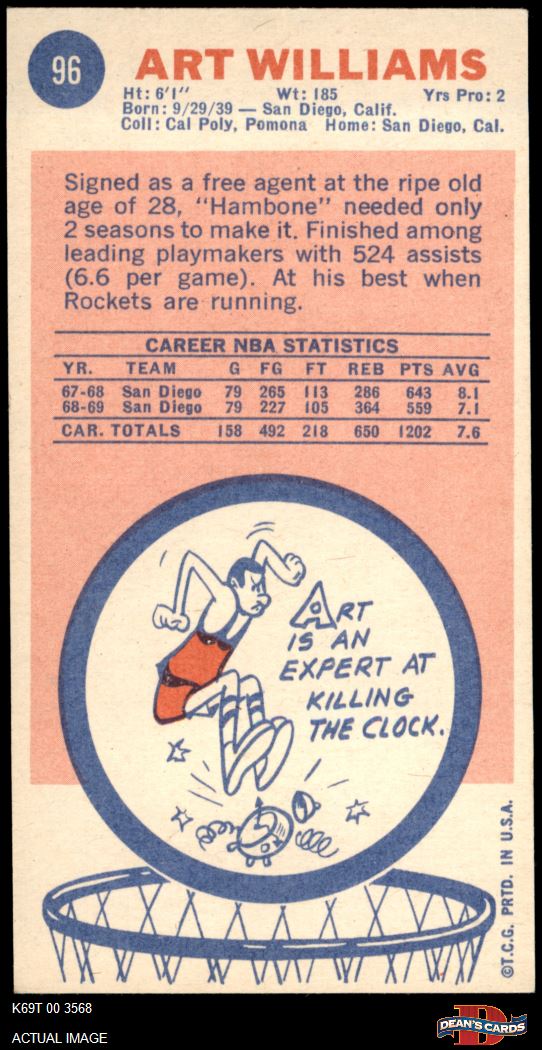 96
ART WILLIAMS
Ht: 6'1" Wt: 185 Yrs Pro: 2
Born: 9/29/39 — San Diego, Calif.
Coll: Cal Poly, Pomona Home: San Diego, Cal.
Signed as a free agent at the ripe old
age of 28, "Hambone" needed only
2 seasons to make it. Finished among
leading playmakers with 524 assists
(6.6 per game). At his best when
Rockets are running.
CAREER NBA STATISTICS
YR. TEAM G FG FT REB PTS AVG
67-68 San Diego 79 265 113 286 643 8.1
68-69 San Diego 79 227 105 364 559 7.1
CAR. TOTALS 158 492 218 650 1202 7.6
ART
IS AN
EXPERT AT
KILLING
THE CLOCK.
©T.C.G. PRTD. IN U.S.A.
K69T 00 3568
ACTUAL IMAGE
D
DEAN'S CARDS